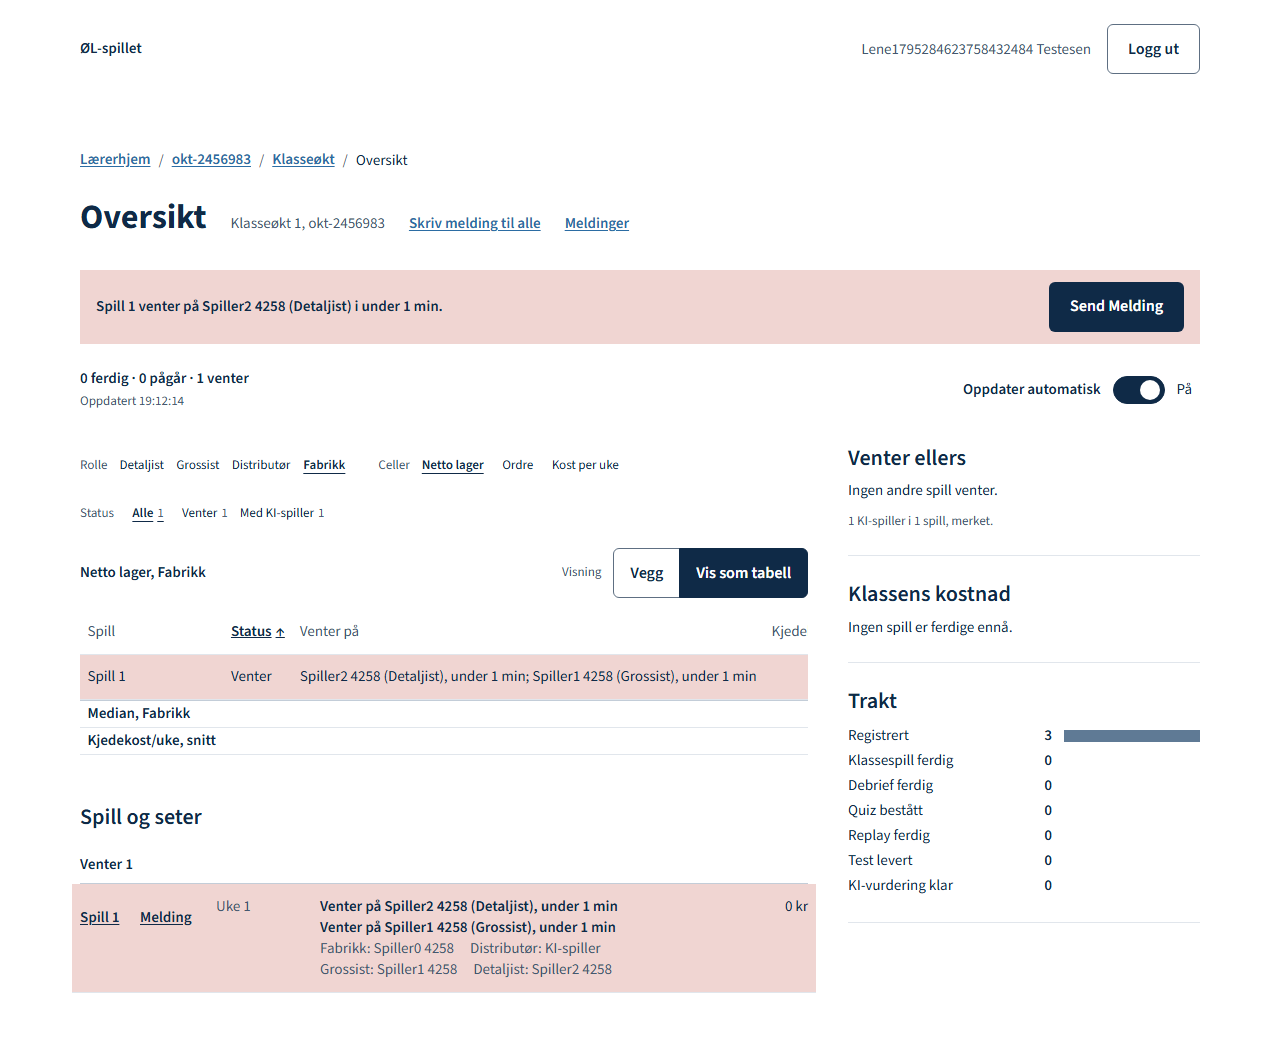 ØL-spillet
Lene1795284623758432484 Testesen
Logg ut
Lærerhjem / okt-2456983 / Klasseøkt / Oversikt
Oversikt Klasseøkt 1, okt-2456983 Skriv melding til alle Meldinger
Spill 1 venter på Spiller2 4258 (Detaljist) i under 1 min.
Send Melding
0 ferdig · 0 pågår · 1 venter
Oppdatert 19:12:14
Oppdater automatisk På
Rolle Detaljist Grossist Distributør Fabrikk Celler Netto lager Ordre Kost per uke
Status Alle 1 Venter 1 Med KI-spiller 1
Netto lager, Fabrikk
Visning Vegg Vis som tabell
Spill Status ↑ Venter på Kjede
Spill 1 Venter Spiller2 4258 (Detaljist), under 1 min; Spiller1 4258 (Grossist), under 1 min
Median, Fabrikk
Kjedekost/uke, snitt
Spill og seter
Venter 1
Spill 1 Melding Uke 1 Venter på Spiller2 4258 (Detaljist), under 1 min 0 kr
Venter på Spiller1 4258 (Grossist), under 1 min
Fabrikk: Spiller0 4258 Distributør: KI-spiller
Grossist: Spiller1 4258 Detaljist: Spiller2 4258
Venter ellers
Ingen andre spill venter.
1 KI-spiller i 1 spill, merket.
Klassens kostnad
Ingen spill er ferdige ennå.
Trakt
Registrert 3
Klassespill ferdig 0
Debrief ferdig 0
Quiz bestått 0
Replay ferdig 0
Test levert 0
KI-vurdering klar 0